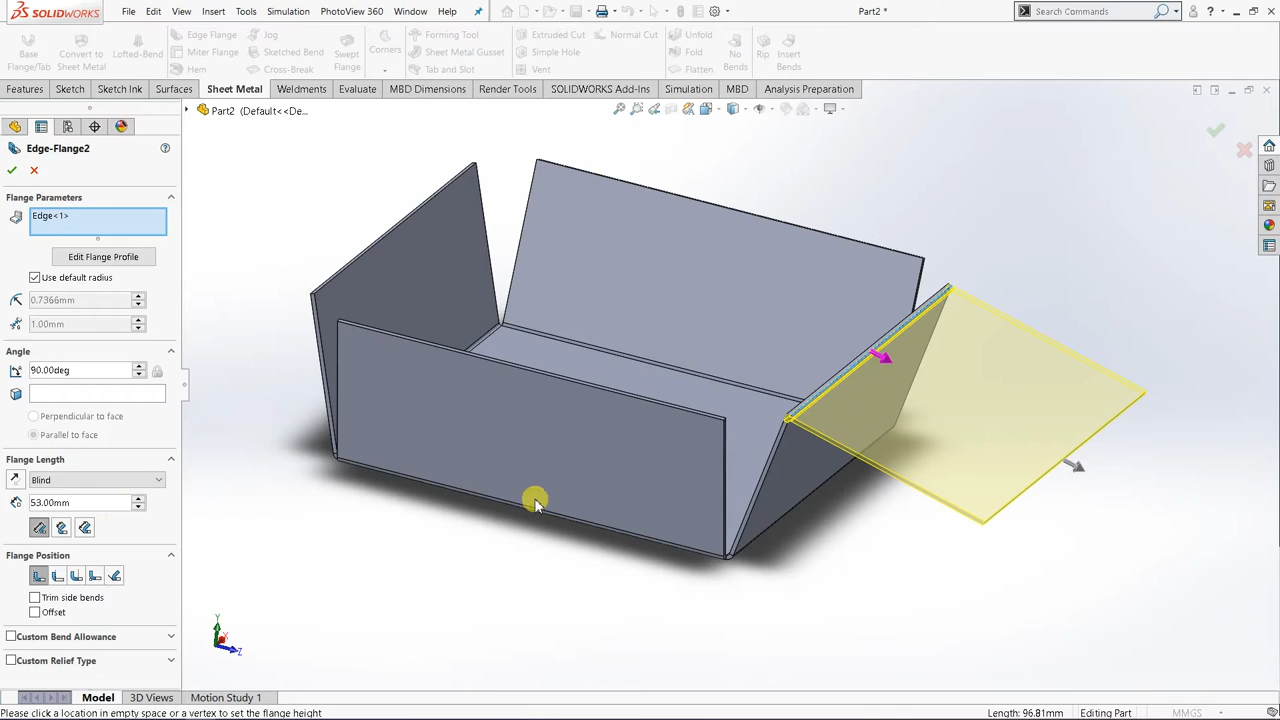 SOLIDWORKS File Edit View Insert Tools Simulation PhotoView 360 Window Help Part2 * Search Commands
Base Flange/Tab
Convert to Sheet Metal
Lofted-Bend
Edge Flange
Miter Flange
Hem
Jog
Sketched Bend
Cross-Break
Swept Flange
Corners
Forming Tool
Sheet Metal Gusset
Tab and Slot
Extruded Cut
Simple Hole
Vent
Normal Cut
Unfold
Fold
Flatten
No Bends
Rip
Insert Bends
Features Sketch Sketch Ink Surfaces Sheet Metal Weldments Evaluate MBD Dimensions Render Tools SOLIDWORKS Add-Ins Simulation MBD Analysis Preparation
Part2 (Default<<De...
Edge-Flange2
Flange Parameters
Edge<1>
Edit Flange Profile
Use default radius
0.7366mm
1.00mm
Angle
90.00deg
Perpendicular to face
Parallel to face
Flange Length
Blind
53.00mm
Flange Position
Trim side bends
Offset
Custom Bend Allowance
Custom Relief Type
Y
X
Z
Model 3D Views Motion Study 1
Please click a location in empty space or a vertex to set the flange height Length: 96.81mm Editing Part MMGS